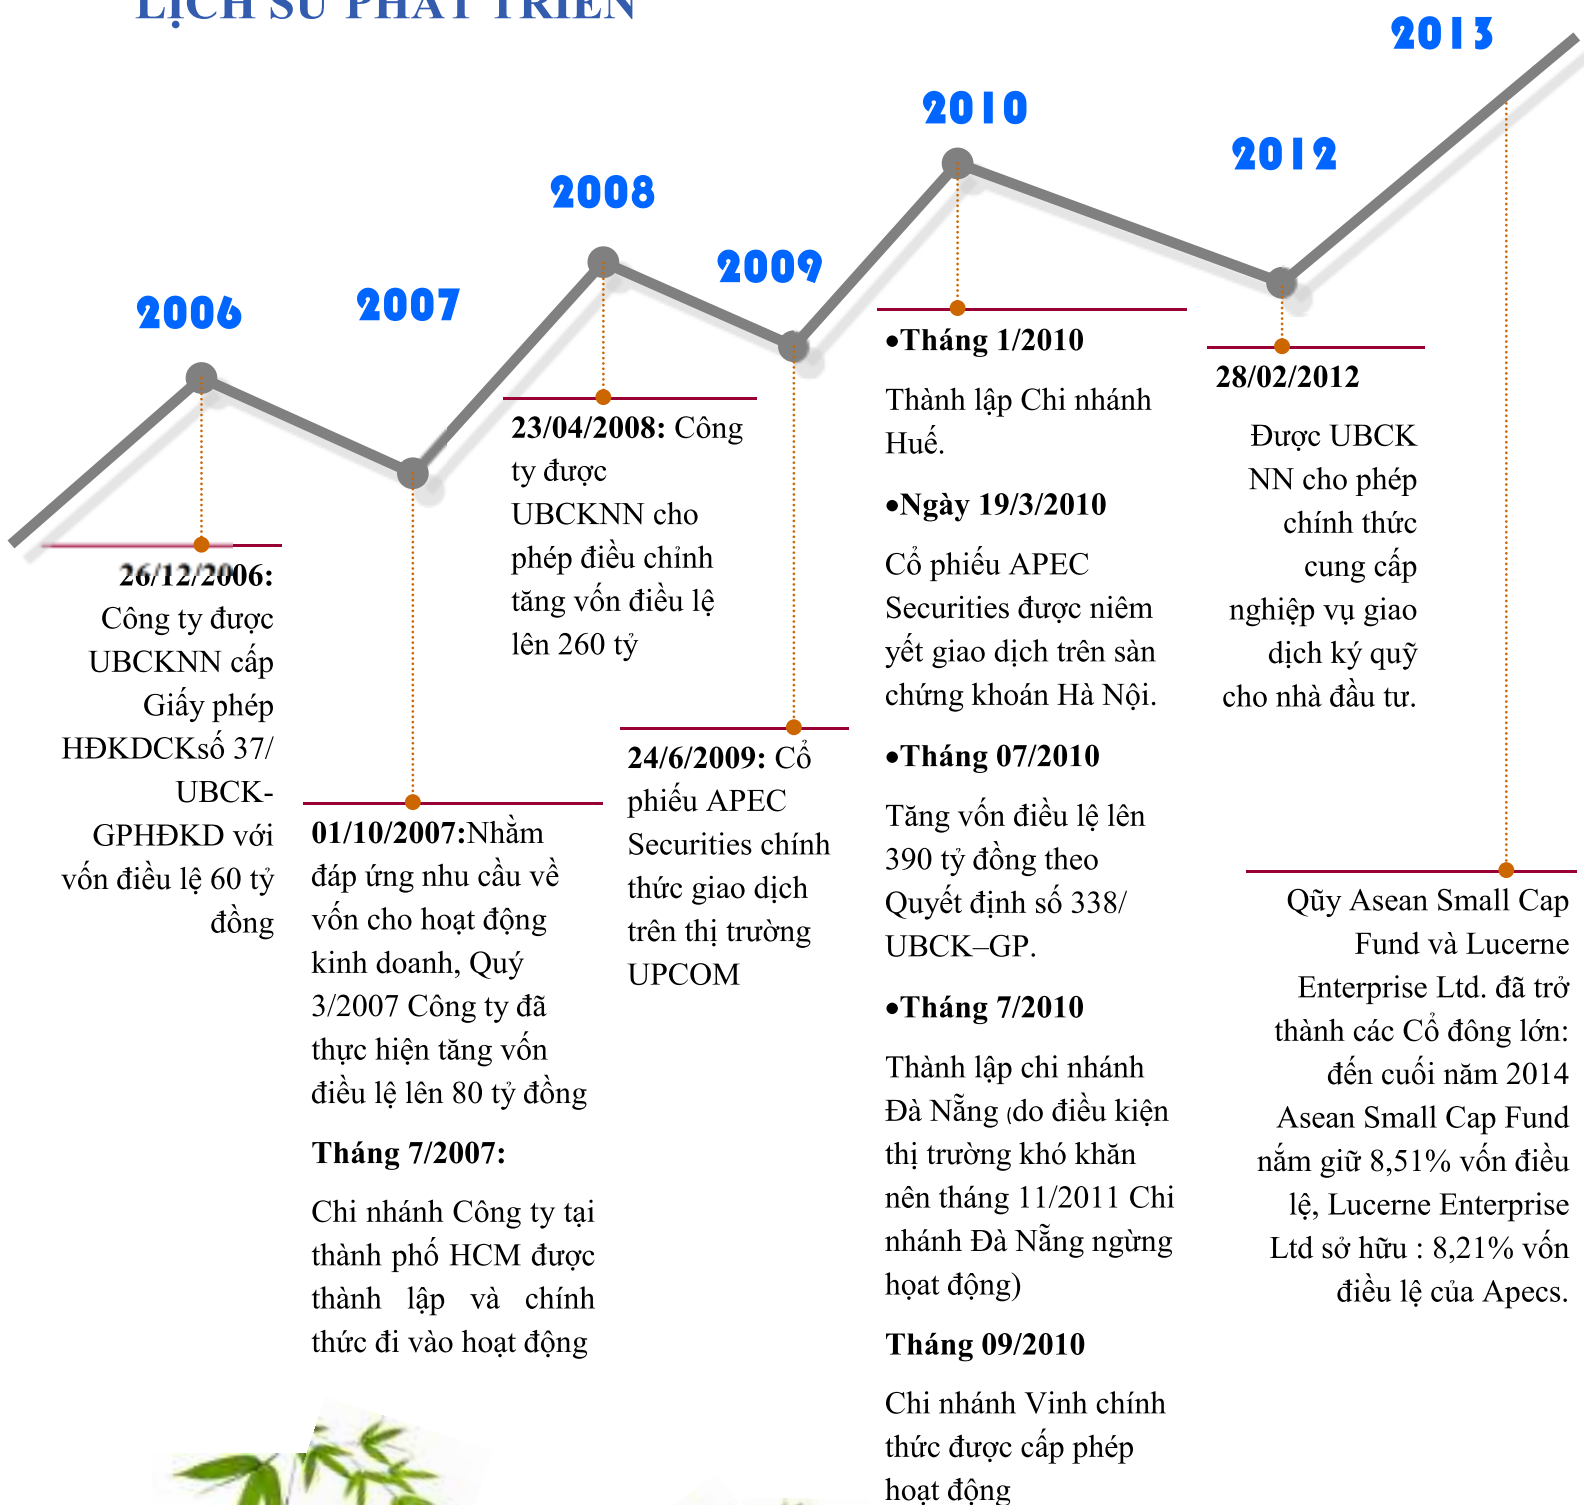 LỊCH SỬ PHÁT TRIỂN
2006
26/12/2006:
Công ty được
UBCKNN cấp
Giấy phép
HĐKDCKsố 37/
UBCK-
GPHĐKD với
vốn điều lệ 60 tỷ
đồng
2007
01/10/2007:Nhằm
đáp ứng nhu cầu về
vốn cho hoạt động
kinh doanh, Quý
3/2007 Công ty đã
thực hiện tăng vốn
điều lệ lên 80 tỷ đồng
Tháng 7/2007:
Chi nhánh Công ty tại
thành phố HCM được
thành lập và chính
thức đi vào hoạt động
2008
23/04/2008: Công
ty được
UBCKNN cho
phép điều chỉnh
tăng vốn điều lệ
lên 260 tỷ
2009
24/6/2009: Cổ
phiếu APEC
Securities chính
thức giao dịch
trên thị trường
UPCOM
2010
•Tháng 1/2010
Thành lập Chi nhánh
Huế.
•Ngày 19/3/2010
Cổ phiếu APEC
Securities được niêm
yết giao dịch trên sàn
chứng khoán Hà Nội.
•Tháng 07/2010
Tăng vốn điều lệ lên
390 tỷ đồng theo
Quyết định số 338/
UBCK–GP.
•Tháng 7/2010
Thành lập chi nhánh
Đà Nẵng (do điều kiện
thị trường khó khăn
nên tháng 11/2011 Chi
nhánh Đà Nẵng ngừng
họat động)
Tháng 09/2010
Chi nhánh Vinh chính
thức được cấp phép
hoạt động
2012
28/02/2012
Được UBCK
NN cho phép
chính thức
cung cấp
nghiệp vụ giao
dịch ký quỹ
cho nhà đầu tư.
2013
Qũy Asean Small Cap
Fund và Lucerne
Enterprise Ltd. đã trở
thành các Cổ đông lớn:
đến cuối năm 2014
Asean Small Cap Fund
nắm giữ 8,51% vốn điều
lệ, Lucerne Enterprise
Ltd sở hữu : 8,21% vốn
điều lệ của Apecs.